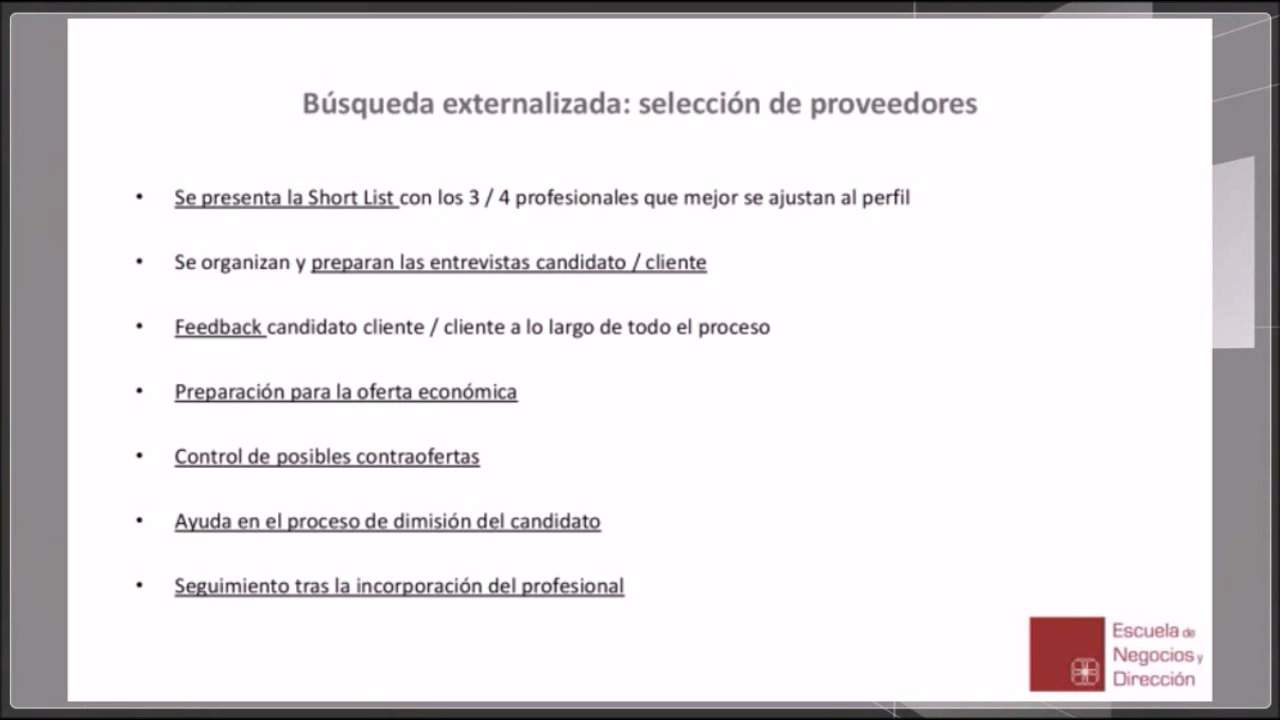 Búsqueda externalizada: selección de proveedores
• Se presenta la Short List con los 3 / 4 profesionales que mejor se ajustan al perfil
• Se organizan y preparan las entrevistas candidato / cliente
• Feedback candidato cliente / cliente a lo largo de todo el proceso
• Preparación para la oferta económica
• Control de posibles contraofertas
• Ayuda en el proceso de dimisión del candidato
• Seguimiento tras la incorporación del profesional
Escuela de
Negocios y
Dirección